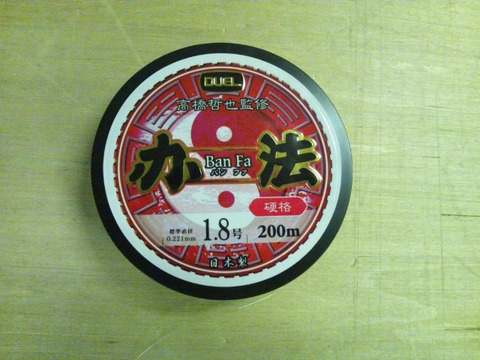 DUEL
高橋哲也監修
办法
Ban Fa
バン ファ
硬格
標準直径
0.221mm
1.8号
200m
日本製